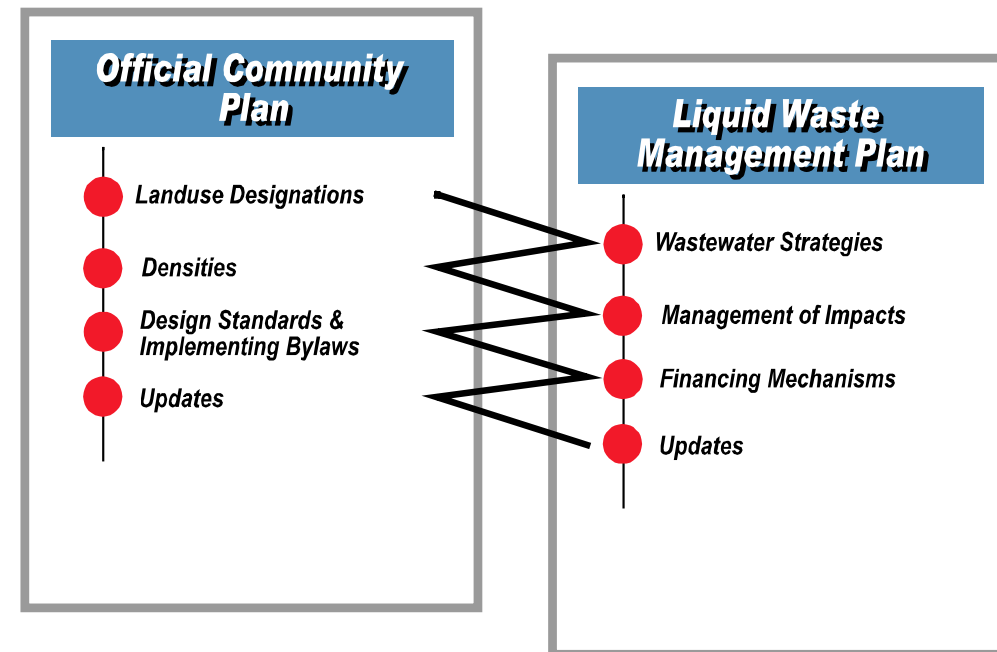 Official Community
Plan
Landuse Designations
Densities
Design Standards &
Implementing Bylaws
Updates
Liquid Waste
Management Plan
Wastewater Strategies
Management of Impacts
Financing Mechanisms
Updates